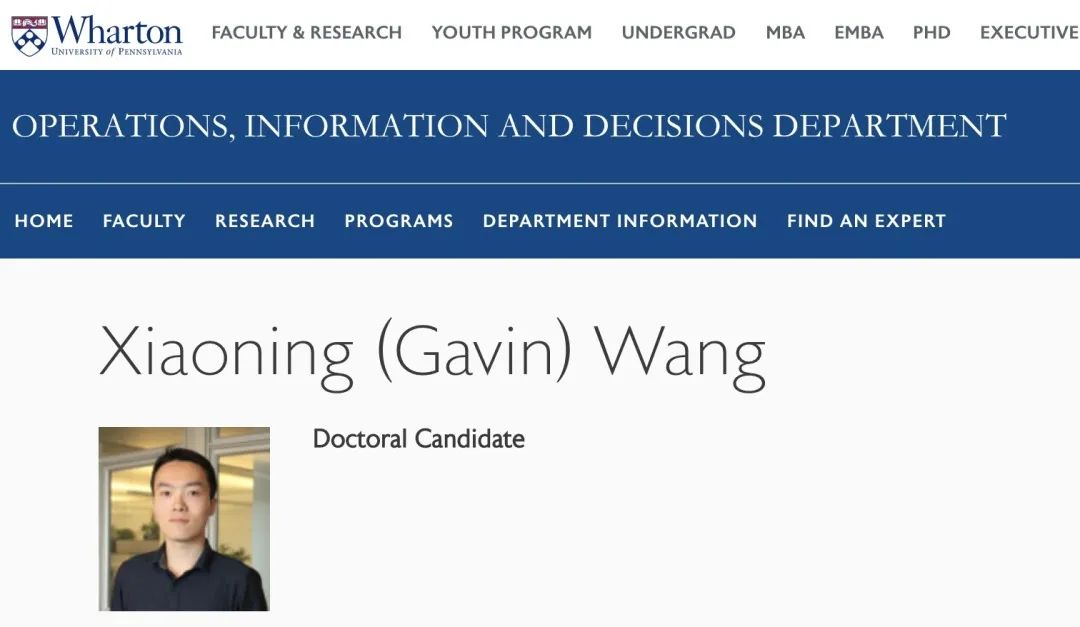 Wharton
UNIVERSITY of PENNSYLVANIA
FACULTY & RESEARCH YOUTH PROGRAM UNDERGRAD MBA EMBA PHD EXECUTIVE
OPERATIONS, INFORMATION AND DECISIONS DEPARTMENT
HOME FACULTY RESEARCH PROGRAMS DEPARTMENT INFORMATION FIND AN EXPERT
Xiaoning (Gavin) Wang
Doctoral Candidate